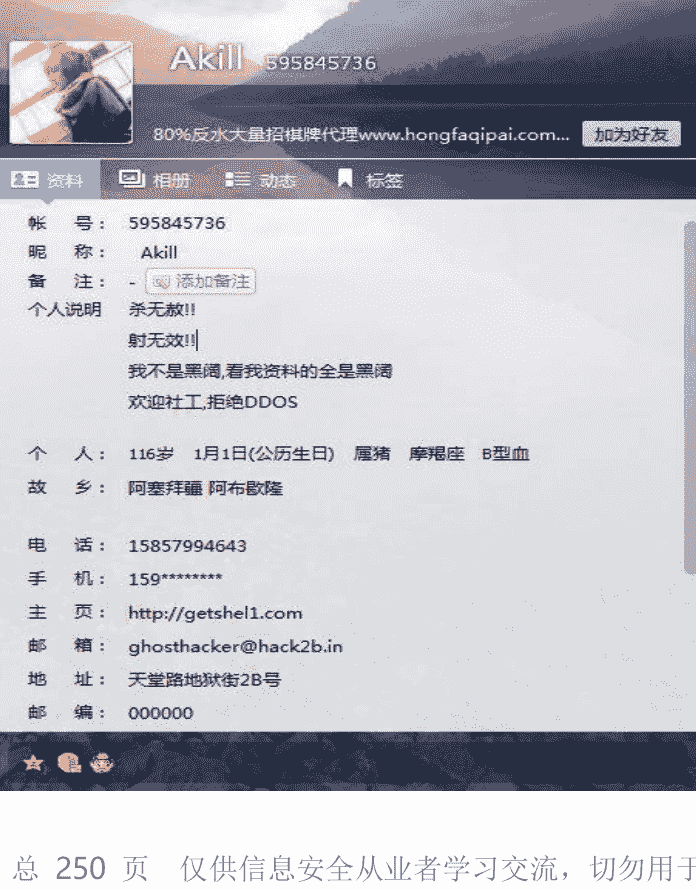 Akill 595845736
80%反水大量招棋牌代理www.hongfaqipai.com... 加为好友
资料 相册 动态 标签
帐 号： 595845736
昵 称： Akill
备 注： - 添加备注
个人说明 杀无赦!!
射无效!!
我不是黑阔,看我资料的全是黑阔
欢迎社工,拒绝DDOS
个 人： 116岁 1月1日(公历生日) 属猪 摩羯座 B型血
故 乡： 阿塞拜疆 阿布歇隆
电 话： 15857994643
手 机： 159********
主 页： http://getshel1.com
邮 箱： ghosthacker@hack2b.in
地 址： 天堂路地狱街2B号
邮 编： 000000
总 250 页 仅供信息安全从业者学习交流，切勿用于